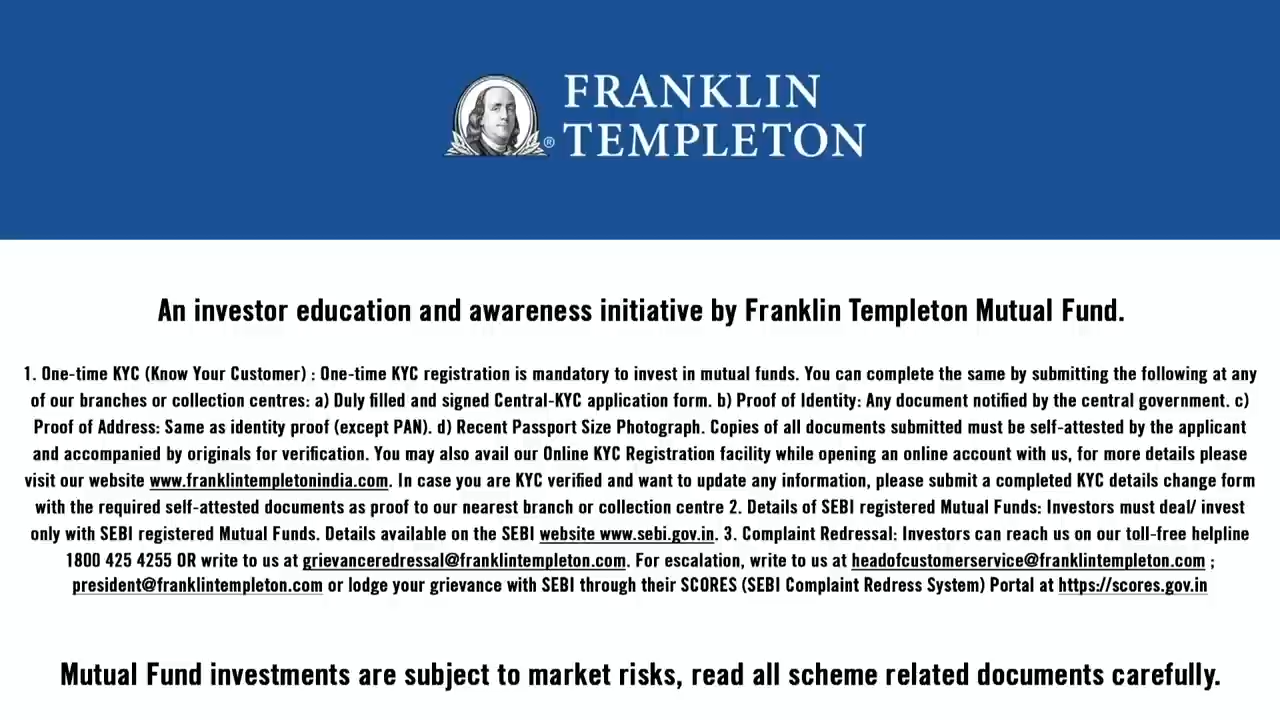 FRANKLIN
TEMPLETON
®
An investor education and awareness initiative by Franklin Templeton Mutual Fund.
1. One-time KYC (Know Your Customer) : One-time KYC registration is mandatory to invest in mutual funds. You can complete the same by submitting the following at any
of our branches or collection centres: a) Duly filled and signed Central-KYC application form. b) Proof of Identity: Any document notified by the central government. c)
Proof of Address: Same as identity proof (except PAN). d) Recent Passport Size Photograph. Copies of all documents submitted must be self-attested by the applicant
and accompanied by originals for verification. You may also avail our Online KYC Registration facility while opening an online account with us, for more details please
visit our website www.franklintempletonindia.com. In case you are KYC verified and want to update any information, please submit a completed KYC details change form
with the required self-attested documents as proof to our nearest branch or collection centre 2. Details of SEBI registered Mutual Funds: Investors must deal/ invest
only with SEBI registered Mutual Funds. Details available on the SEBI website www.sebi.gov.in. 3. Complaint Redressal: Investors can reach us on our toll-free helpline
1800 425 4255 OR write to us at grievanceredressal@franklintempleton.com. For escalation, write to us at headofcustomerservice@franklintempleton.com ;
president@franklintempleton.com or lodge your grievance with SEBI through their SCORES (SEBI Complaint Redress System) Portal at https://scores.gov.in
Mutual Fund investments are subject to market risks, read all scheme related documents carefully.